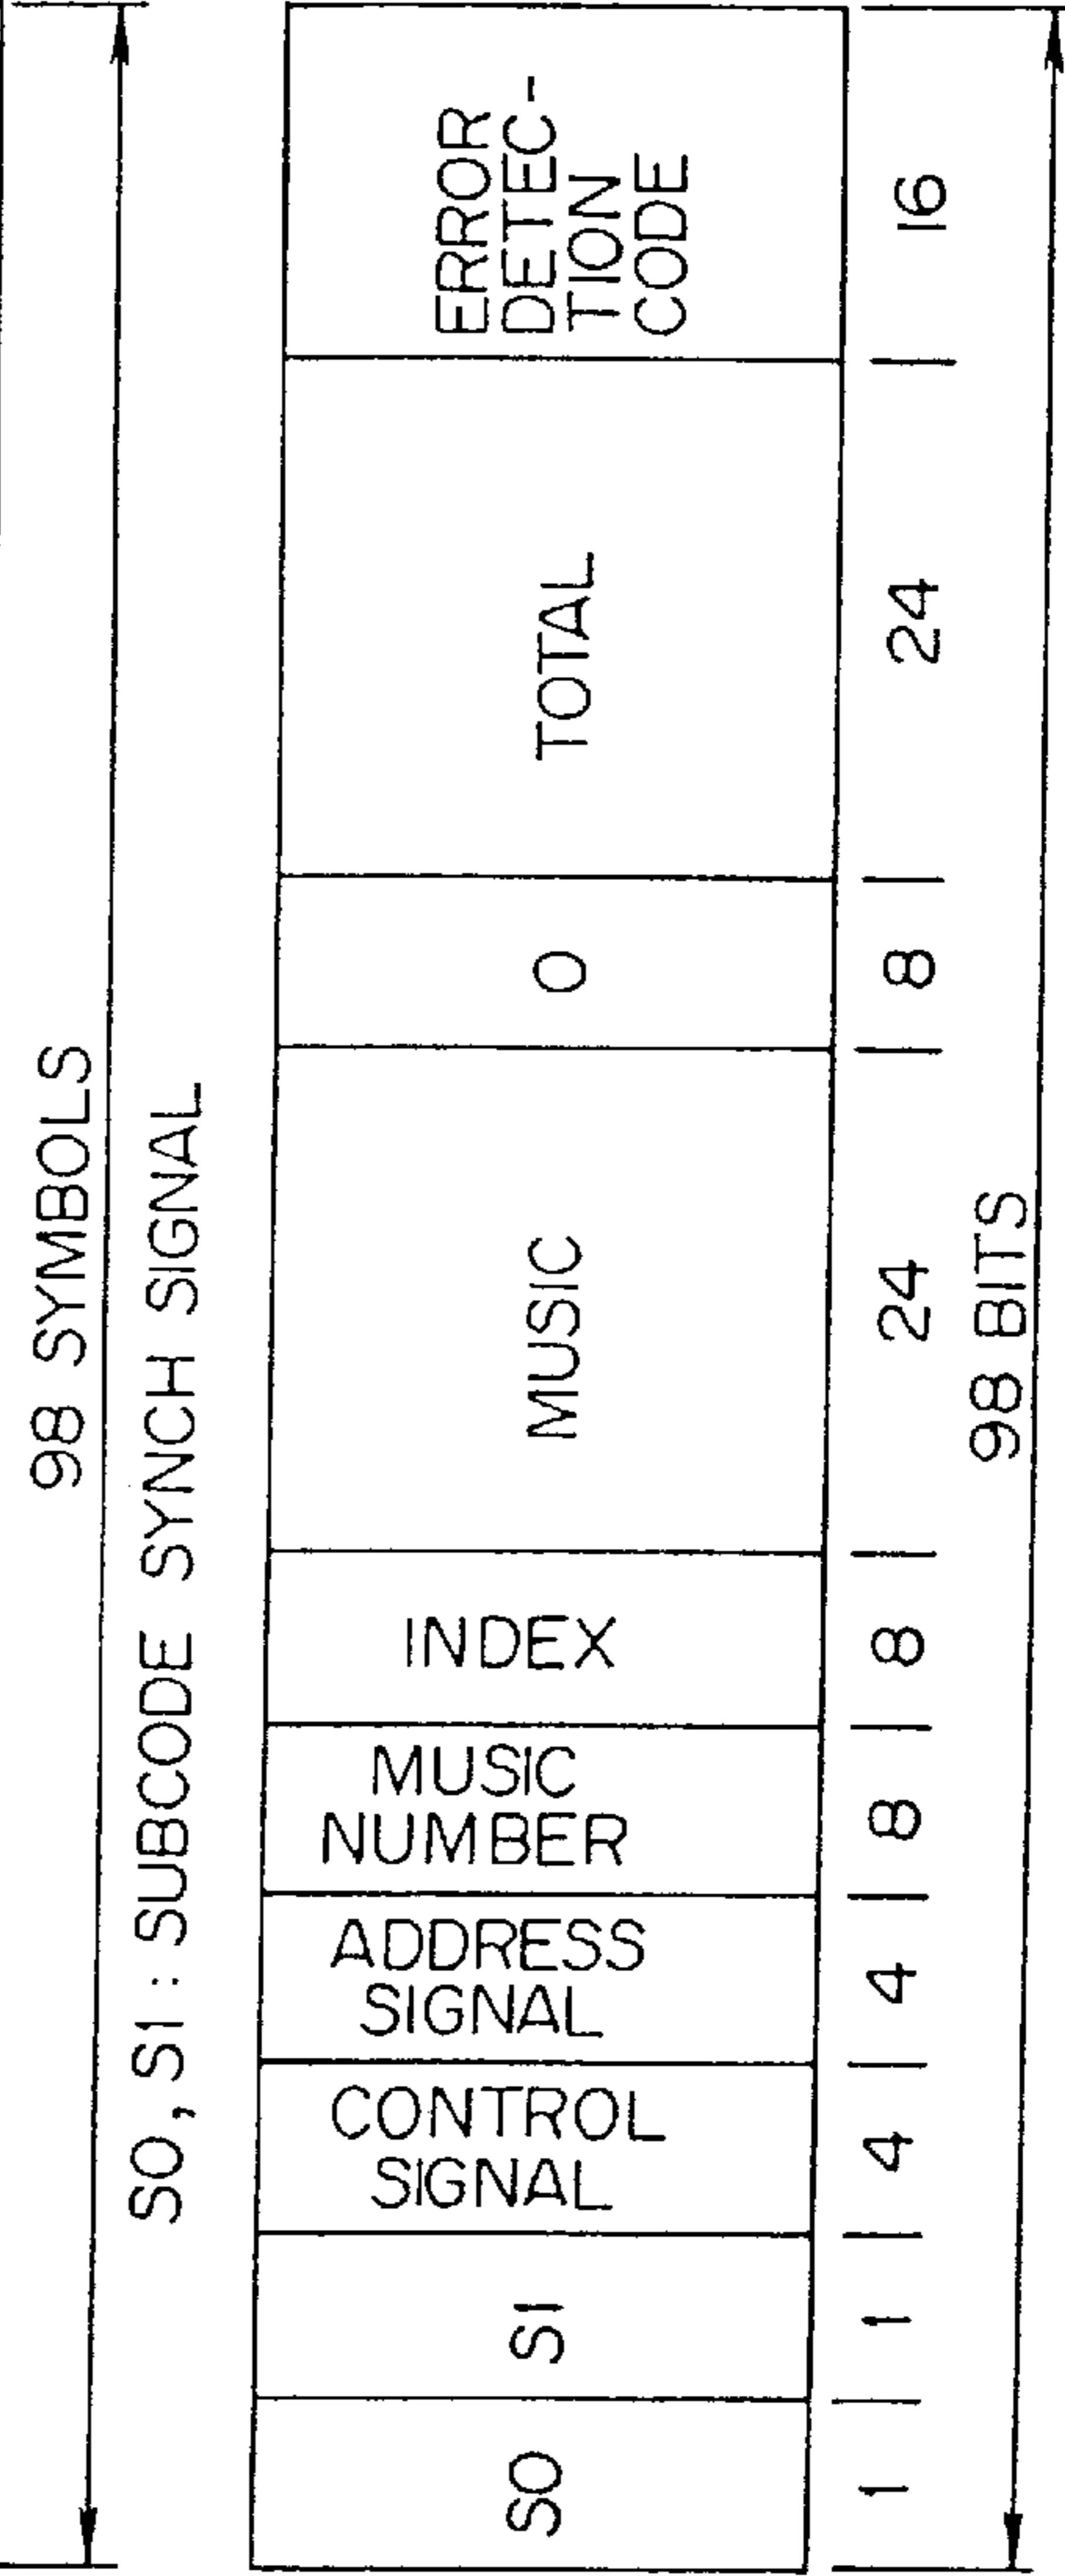 98 SYMBOLS
S0, S1 : SUBCODE SYNCH SIGNAL
S0
S1
CONTROL
SIGNAL
ADDRESS
SIGNAL
MUSIC
NUMBER
INDEX
MUSIC
0
TOTAL
ERROR
DETEC-
TION
CODE
1
1
4
4
8
8
24
8
24
16
98 BITS